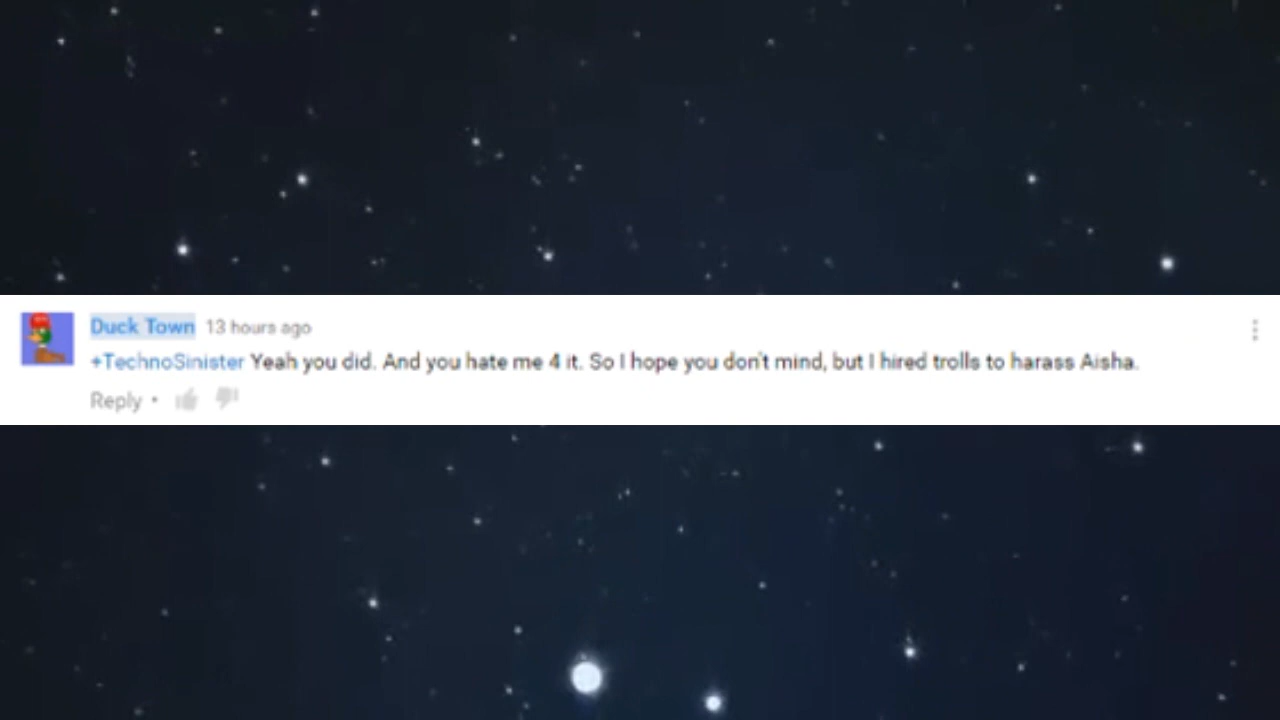 Duck Town 13 hours ago
+TechnoSinister Yeah you did. And you hate me 4 it. So I hope you don't mind, but I hired trolls to harass Aisha.
Reply •